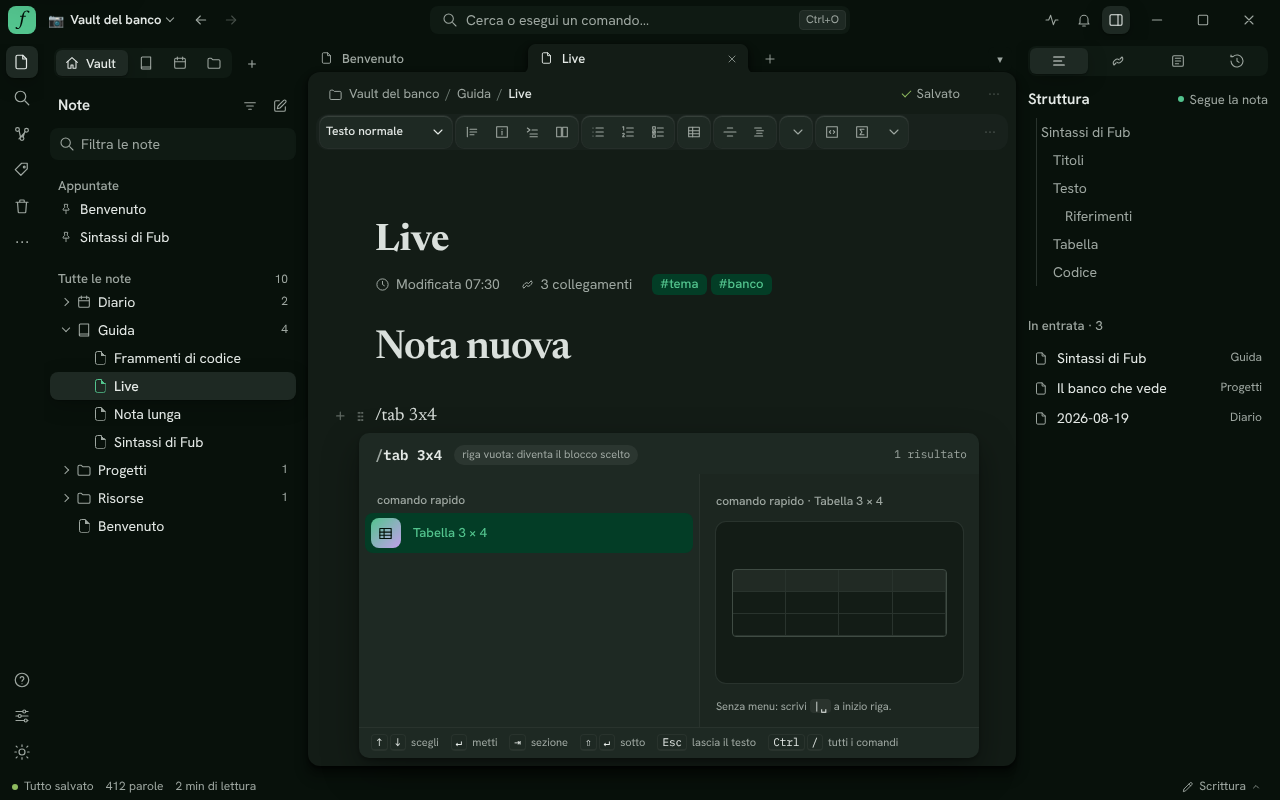 f
Vault del banco
Cerca o esegui un comando...
Ctrl+O
Vault
Benvenuto
Live
Note
Filtra le note
Appuntate
Benvenuto
Sintassi di Fub
Tutte le note
10
Diario
2
Guida
4
Frammenti di codice
Live
Nota lunga
Sintassi di Fub
Progetti
1
Risorse
1
Benvenuto
Vault del banco / Guida / Live
Salvato
Testo normale
Live
Modificata 07:30
3 collegamenti
#tema
#banco
Nota nuova
/tab 3x4
/tab 3x4
riga vuota: diventa il blocco scelto
1 risultato
comando rapido
Tabella 3 × 4
comando rapido · Tabella 3 × 4
Senza menu: scrivi |␣ a inizio riga.
↑ ↓ scegli
↵ metti
⇥ sezione
⇧ ↵ sotto
Esc lascia il testo
Ctrl / tutti i comandi
Struttura
Segue la nota
Sintassi di Fub
Titoli
Testo
Riferimenti
Tabella
Codice
In entrata · 3
Sintassi di Fub
Guida
Il banco che vede
Progetti
2026-08-19
Diario
Tutto salvato
412 parole
2 min di lettura
Scrittura